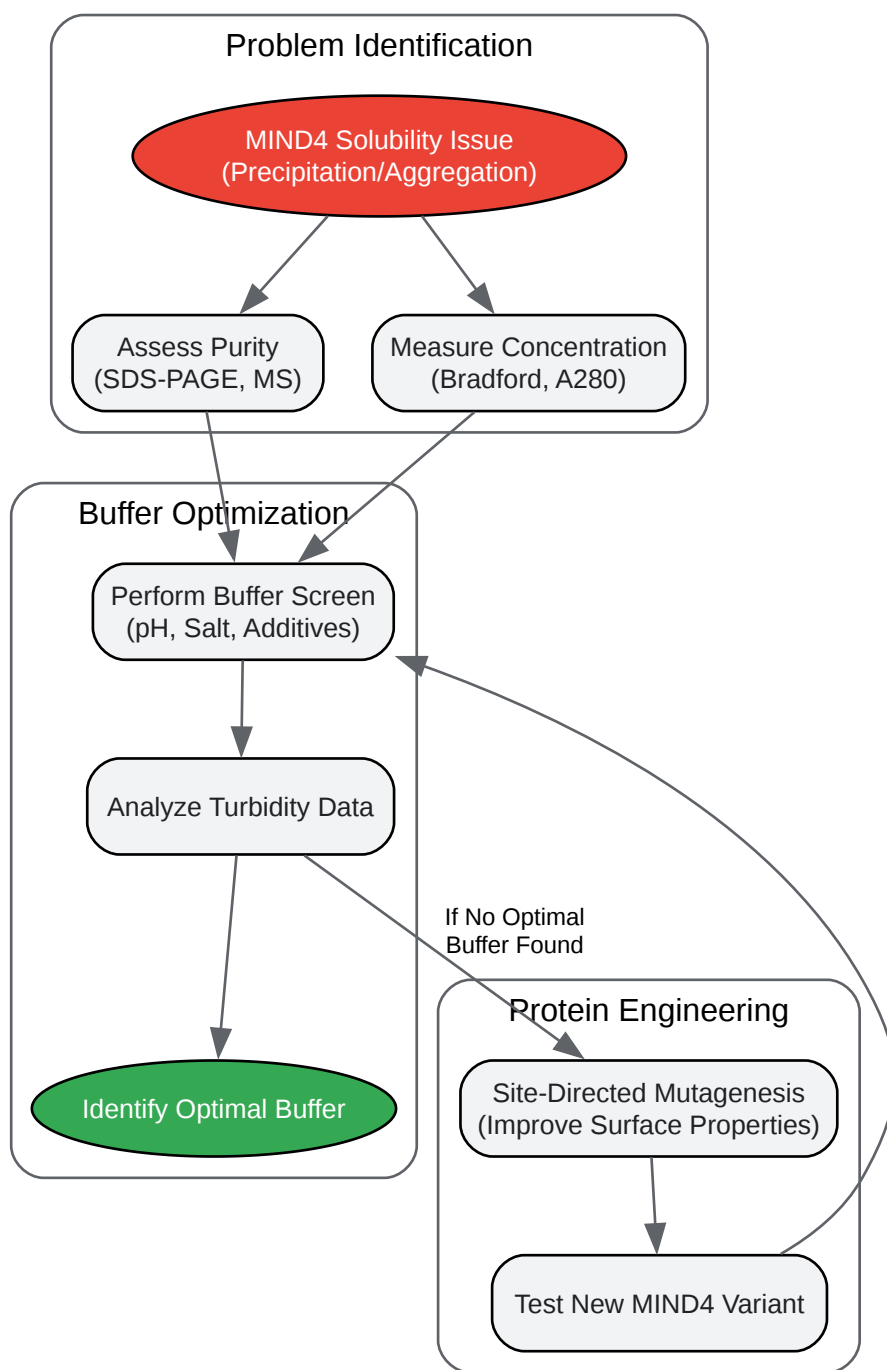 Problem Identification
MIND4 Solubility Issue
(Precipitation/Aggregation)
Assess Purity
(SDS-PAGE, MS)
Measure Concentration
(Bradford, A280)
Buffer Optimization
Perform Buffer Screen
(pH, Salt, Additives)
Analyze Turbidity Data
If No Optimal
Buffer Found
Identify Optimal Buffer
Protein Engineering
Site-Directed Mutagenesis
(Improve Surface Properties)
Test New MIND4 Variant